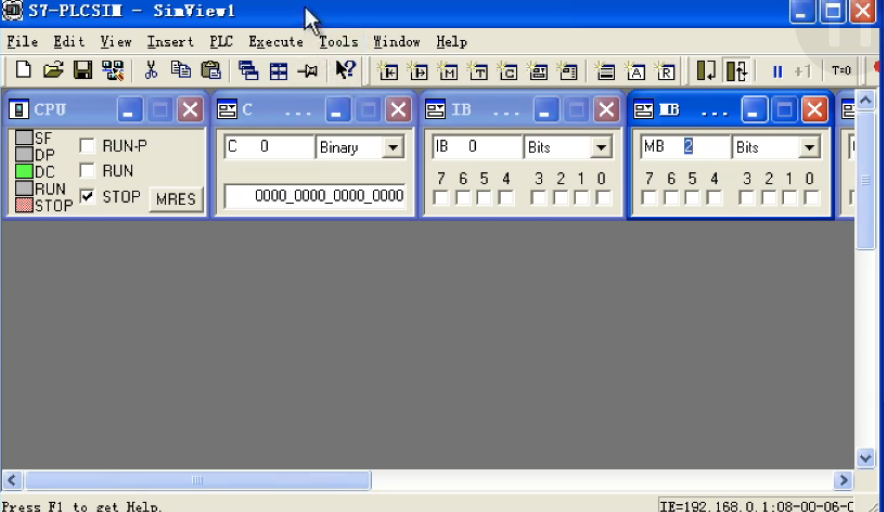 S7-PLCSIM - SimView1
File Edit View Insert PLC Execute Tools Window Help
+1 T=0
CPU
SF
DP
DC
RUN
STOP
RUN-P
RUN
STOP
MRES
C ...
C 0 Binary
0000_0000_0000_0000
IB ...
IB 0 Bits
7 6 5 4 3 2 1 0
MB ...
MB 2 Bits
7 6 5 4 3 2 1 0
Press F1 to get Help.
IE=192.168.0.1:08-00-06-